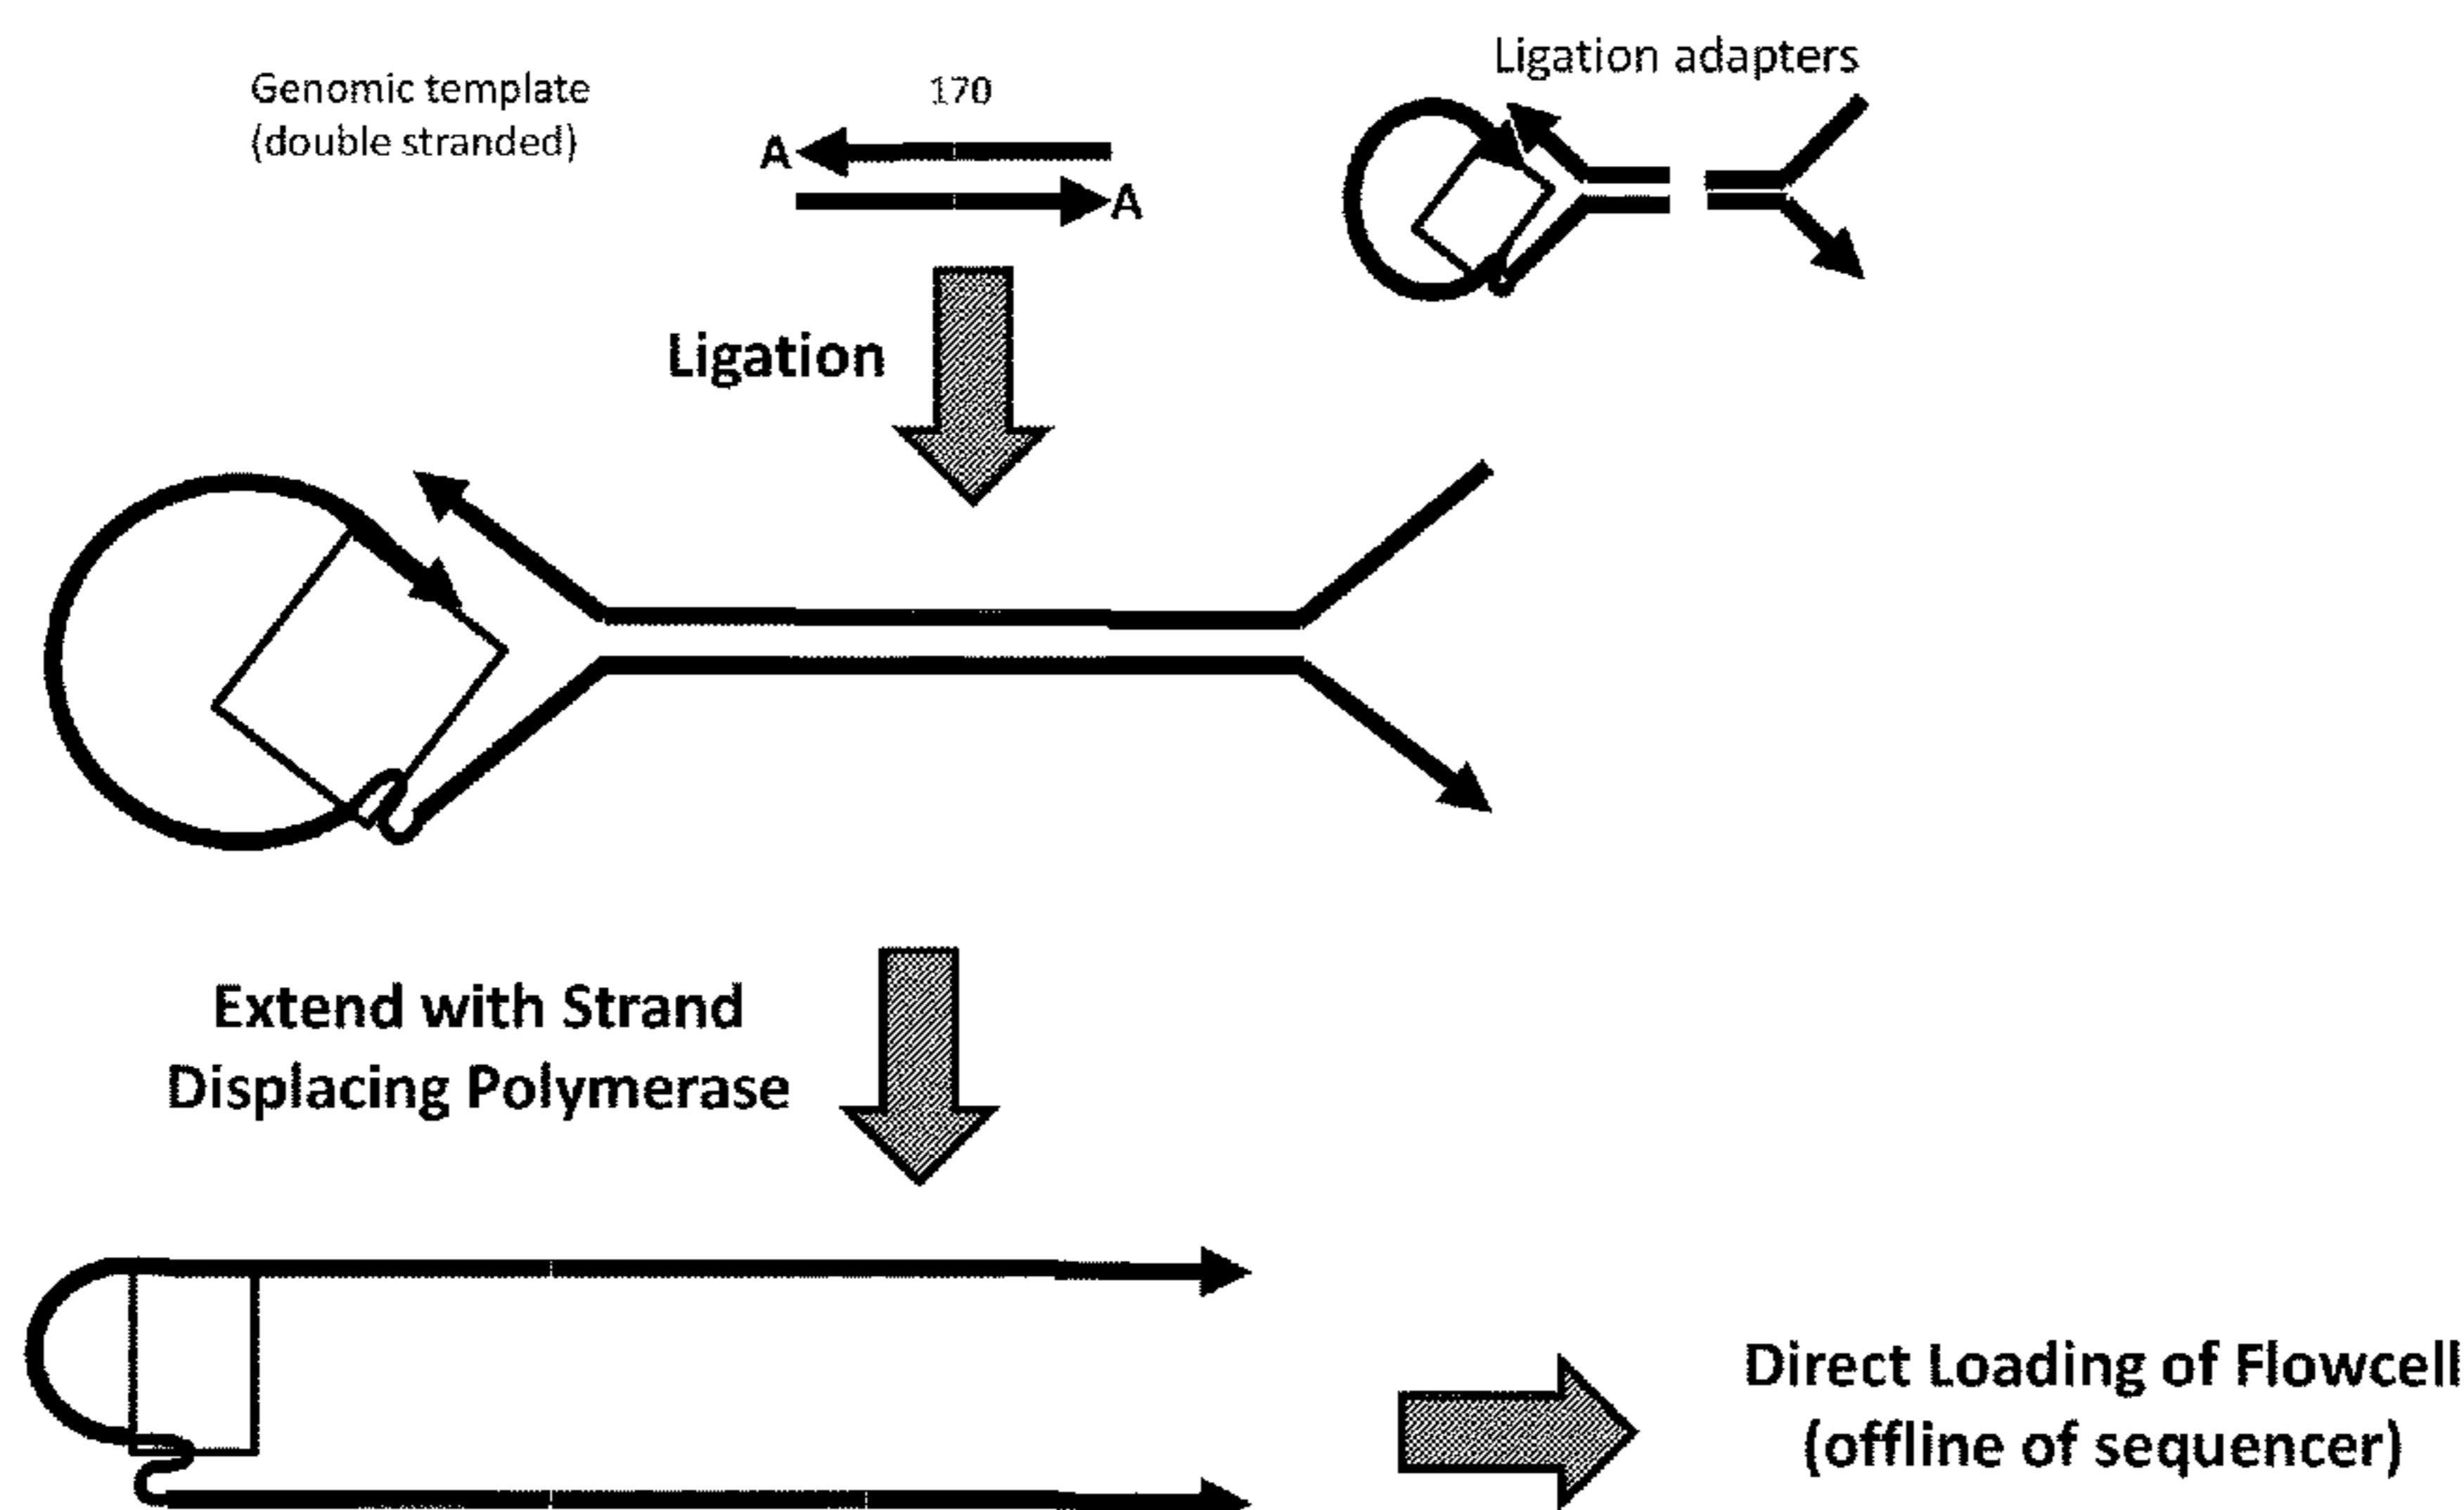 Genomic template
(double stranded)
170
Ligation adapters
A
A
Ligation
Extend with Strand
Displacing Polymerase
Direct Loading of Flowcell
(offline of sequencer)